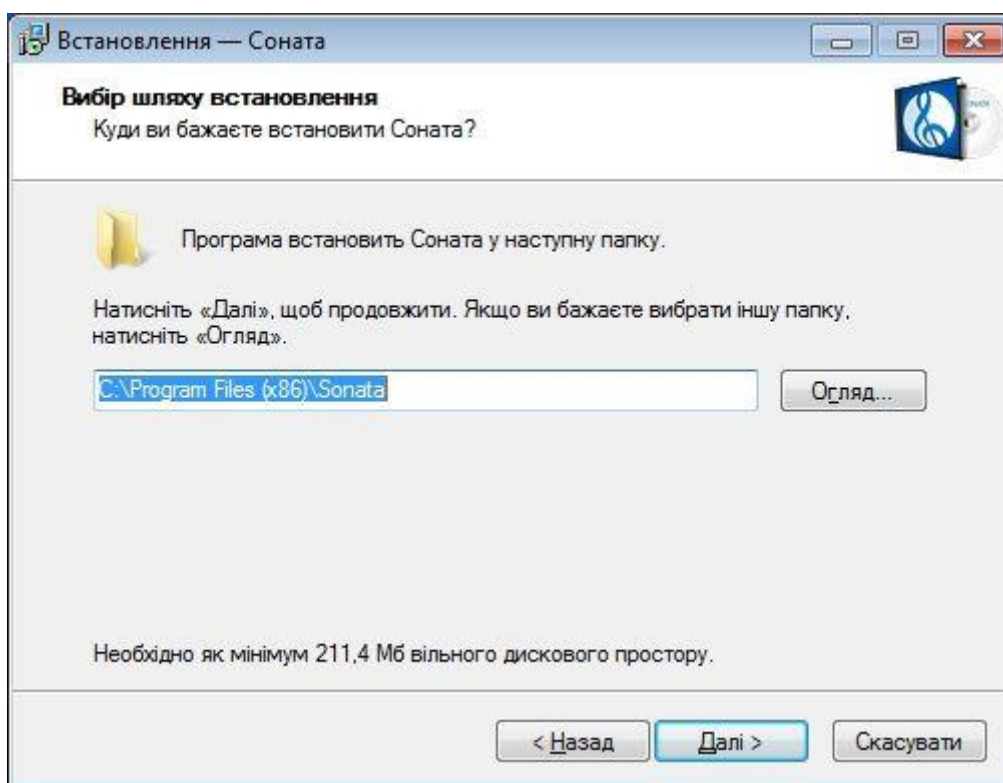 Встановлення — Соната
Вибір шляху встановлення
Куди ви бажаєте встановити Соната?
Програма встановить Соната у наступну папку.
Натисніть «Далі», щоб продовжити. Якщо ви бажаєте вибрати іншу папку,
натисніть «Огляд».
C:\Program Files (x86)\Sonata
Огляд...
Необхідно як мінімум 211,4 Мб вільного дискового простору.
< Назад
Далі >
Скасувати